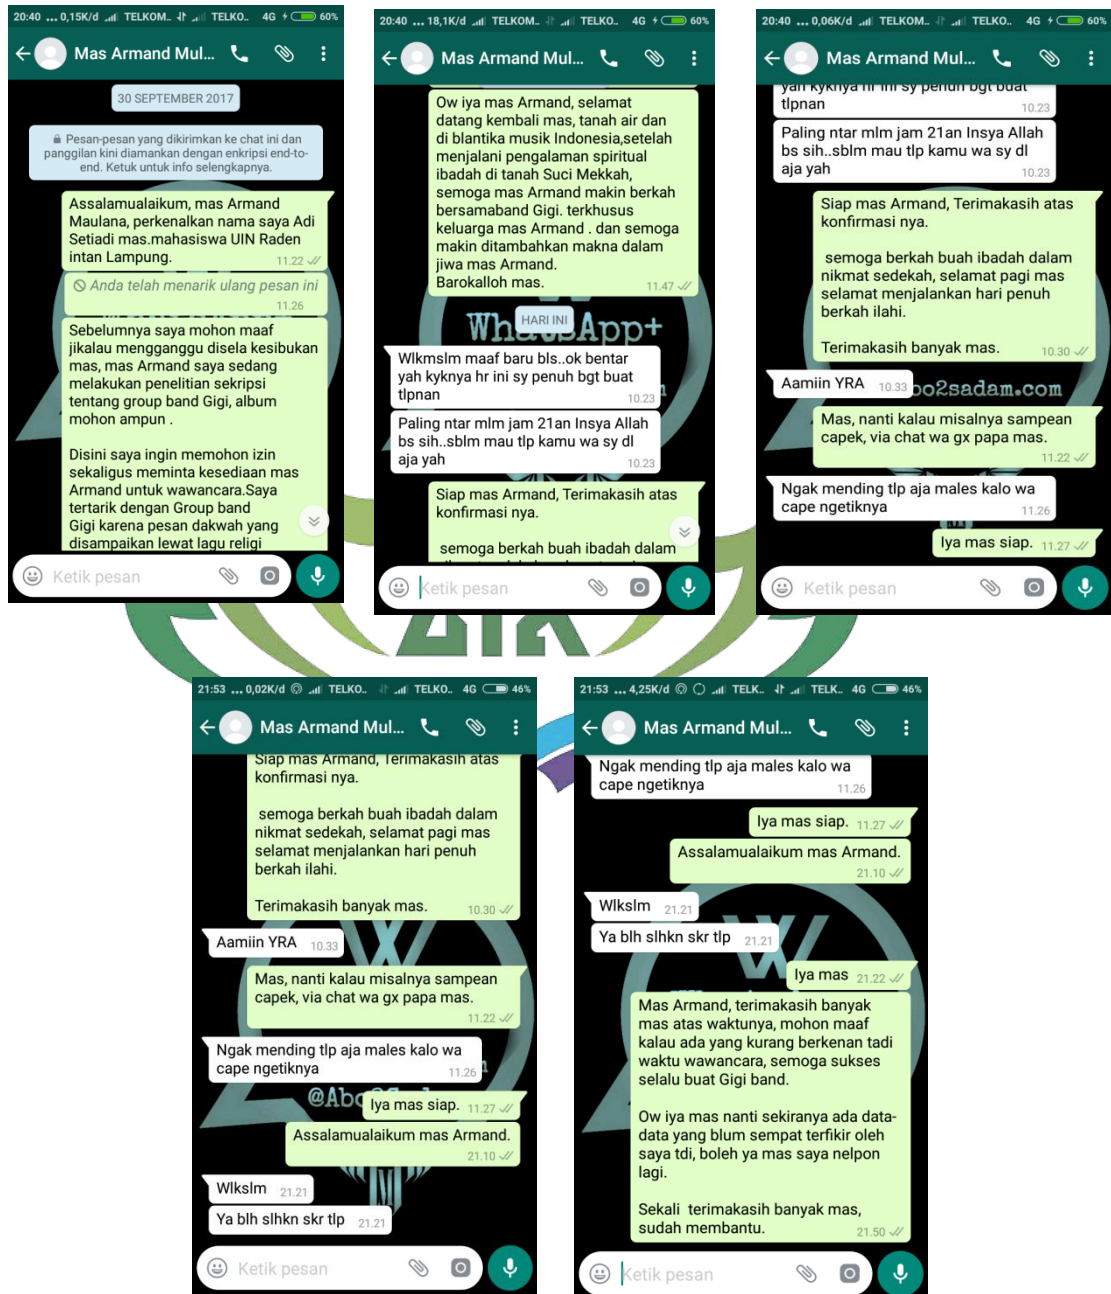 20:40 ... 0,15K/d TELKOM.. TELKO.. 4G 60%
Mas Armand Mul...
30 SEPTEMBER 2017
Pesan-pesan yang dikirimkan ke chat ini dan
panggilan kini diamankan dengan enkripsi end-to-
end. Ketuk untuk info selengkapnya.
Assalamualaikum, mas Armand
Maulana, perkenalkan nama saya Adi
Setiadi mas.mahasiswa UIN Raden
intan Lampung. 11.22
Anda telah menarik ulang pesan ini
11.26
Sebelumnya saya mohon maaf
jikalau mengganggu disela kesibukan
mas, mas Armand saya sedang
melakukan penelitian sekripsi
tentang group band Gigi, album
mohon ampun .
Disini saya ingin memohon izin
sekaligus meminta kesediaan mas
Armand untuk wawancara.Saya
tertarik dengan Group band
Gigi karena pesan dakwah yang
disampaikan lewat lagu religi
Ketik pesan
20:40 ... 18,1K/d TELKOM.. TELKO.. 4G 60%
Mas Armand Mul...
Ow iya mas Armand, selamat
datang kembali mas, tanah air dan
di blantika musik Indonesia,setelah
menjalani pengalaman spiritual
ibadah di tanah Suci Mekkah,
semoga mas Armand makin berkah
bersamaband Gigi. terkhusus
keluarga mas Armand . dan semoga
makin ditambahkan makna dalam
jiwa mas Armand.
Barokalloh mas. 11.47
HARI INI
WhatsApp+
Wlkmslm maaf baru bls..ok bentar
yah kyknya hr ini sy penuh bgt buat
tlpnan 10.23
Paling ntar mlm jam 21an Insya Allah
bs sih..sblm mau tlp kamu wa sy dl
aja yah 10.23
Siap mas Armand, Terimakasih atas
konfirmasi nya.
semoga berkah buah ibadah dalam
Ketik pesan
20:40 ... 0,06K/d TELKOM.. TELKO.. 4G 60%
Mas Armand Mul...
yah kyknya hr ini sy penuh bgt buat
tlpnan 10.23
Paling ntar mlm jam 21an Insya Allah
bs sih..sblm mau tlp kamu wa sy dl
aja yah 10.23
Siap mas Armand, Terimakasih atas
konfirmasi nya.
semoga berkah buah ibadah dalam
nikmat sedekah, selamat pagi mas
selamat menjalankan hari penuh
berkah ilahi.
Terimakasih banyak mas. 10.30
Aamiin YRA 10.33
oo2sadam.com
Mas, nanti kalau misalnya sampean
capek, via chat wa gx papa mas.
11.22
Ngak mending tlp aja males kalo wa
cape ngetiknya 11.26
Iya mas siap. 11.27
Ketik pesan
21:53 ... 0,02K/d TELKO.. TELKO.. 4G 46%
Mas Armand Mul...
Siap mas Armand, Terimakasih atas
konfirmasi nya.
semoga berkah buah ibadah dalam
nikmat sedekah, selamat pagi mas
selamat menjalankan hari penuh
berkah ilahi.
Terimakasih banyak mas. 10.30
Aamiin YRA 10.33
Mas, nanti kalau misalnya sampean
capek, via chat wa gx papa mas.
11.22
Ngak mending tlp aja males kalo wa
cape ngetiknya 11.26
Iya mas siap. 11.27
Assalamualaikum mas Armand.
21.10
Wlkslm 21.21
Ya blh slhkn skr tlp 21.21
Ketik pesan
21:53 ... 4,25K/d TELK.. TELK.. 4G 46%
Mas Armand Mul...
Ngak mending tlp aja males kalo wa
cape ngetiknya 11.26
Iya mas siap. 11.27
Assalamualaikum mas Armand.
21.10
Wlkslm 21.21
Ya blh slhkn skr tlp 21.21
Iya mas 21.22
Mas Armand, terimakasih banyak
mas atas waktunya, mohon maaf
kalau ada yang kurang berkenan tadi
waktu wawancara, semoga sukses
selalu buat Gigi band.
Ow iya mas nanti sekiranya ada data-
data yang blum sempat terfikir oleh
saya tdi, boleh ya mas saya nelpon
lagi.
Sekali terimakasih banyak mas,
sudah membantu. 21.50
Ketik pesan